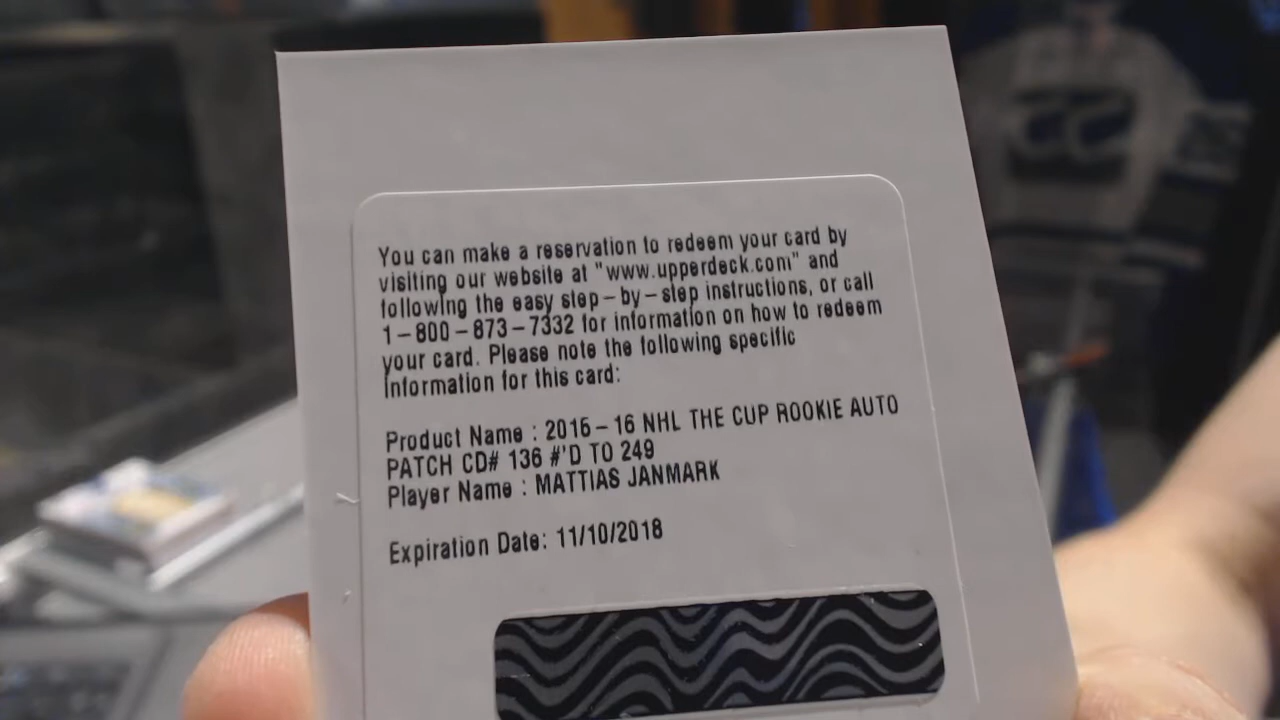 You can make a reservation to redeem your card by
visiting our website at "www.upperdeck.com" and
following the easy step-by-step instructions, or call
1-800-873-7332 for information on how to redeem
your card. Please note the following specific
Information for this card:
Product Name : 2015-16 NHL THE CUP ROOKIE AUTO
PATCH CD# 136 #'D TO 249
Player Name : MATTIAS JANMARK
Expiration Date: 11/10/2018